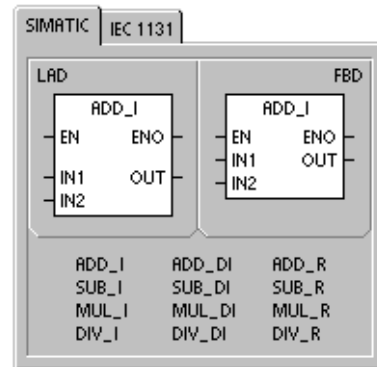 SIMATIC IEC 1131
LAD FBD
ADD_I ADD_I
EN ENO EN ENO
IN1 OUT IN1 OUT
IN2 IN2
ADD_I ADD_DI ADD_R
SUB_I SUB_DI SUB_R
MUL_I MUL_DI MUL_R
DIV_I DIV_DI DIV_R